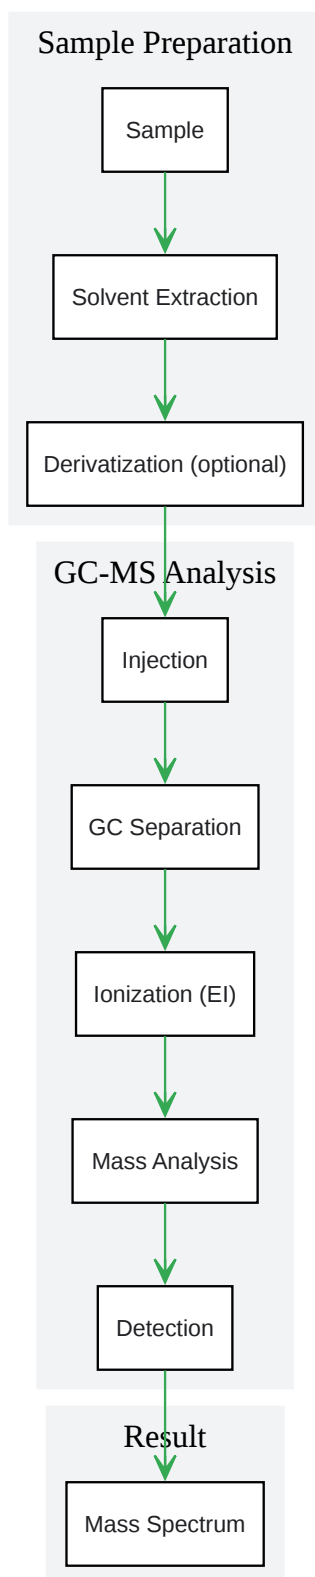 Sample Preparation
Sample
Solvent Extraction
Derivatization (optional)
GC-MS Analysis
Injection
GC Separation
Ionization (EI)
Mass Analysis
Detection
Result
Mass Spectrum